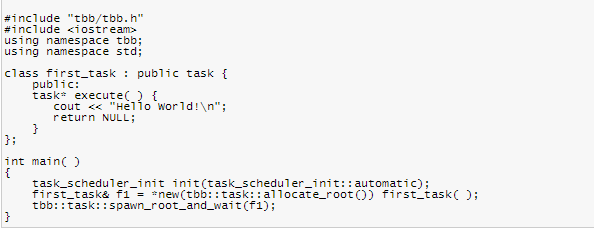 #include "tbb/tbb.h"
#include <iostream>
using namespace tbb;
using namespace std;
class first_task : public task {
public:
task* execute( ) {
cout << "Hello World!\n";
return NULL;
}
};
int main( )
{
task_scheduler_init init(task_scheduler_init::automatic);
first_task& f1 = *new(tbb::task::allocate_root()) first_task( );
tbb::task::spawn_root_and_wait(f1);
}